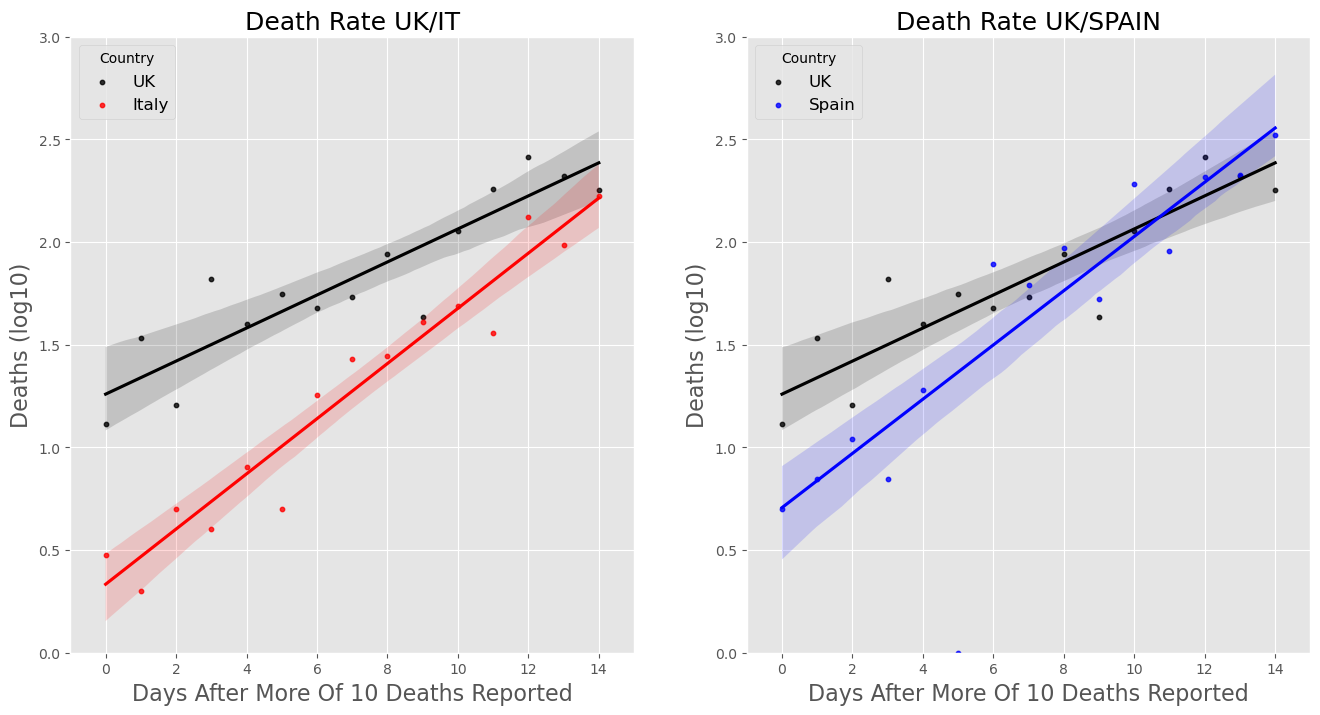 Death Rate UK/IT
3.0
2.5
2.0
1.5
1.0
0.5
0.0
Deaths (log10)
Country
UK
Italy
0 2 4 6 8 10 12 14
Days After More Of 10 Deaths Reported
Death Rate UK/SPAIN
3.0
2.5
2.0
1.5
1.0
0.5
0.0
Deaths (log10)
Country
UK
Spain
0 2 4 6 8 10 12 14
Days After More Of 10 Deaths Reported